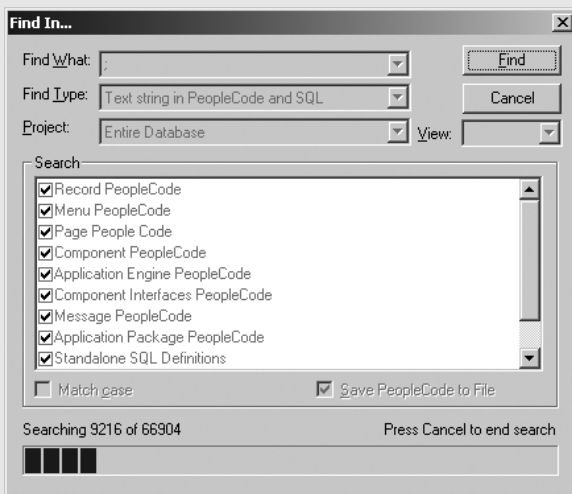 Find In...
Find What: ;
Find
Find Type: Text string in PeopleCode and SQL
Cancel
Project: Entire Database
View:
Search
Record PeopleCode
Menu PeopleCode
Page People Code
Component PeopleCode
Application Engine PeopleCode
Component Interfaces PeopleCode
Message PeopleCode
Application Package PeopleCode
Standalone SQL Definitions
Match case
Save PeopleCode to File
Searching 9216 of 66904
Press Cancel to end search